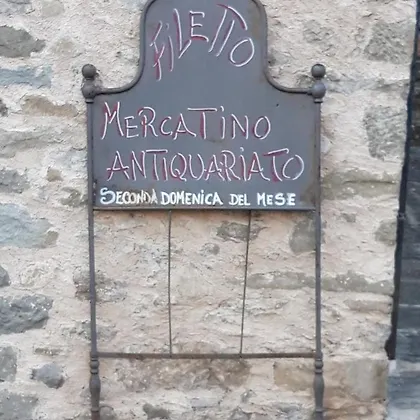 FILETTO
MERCATINO
ANTIQUARIATO
SECONDA DOMENICA DEL MESE